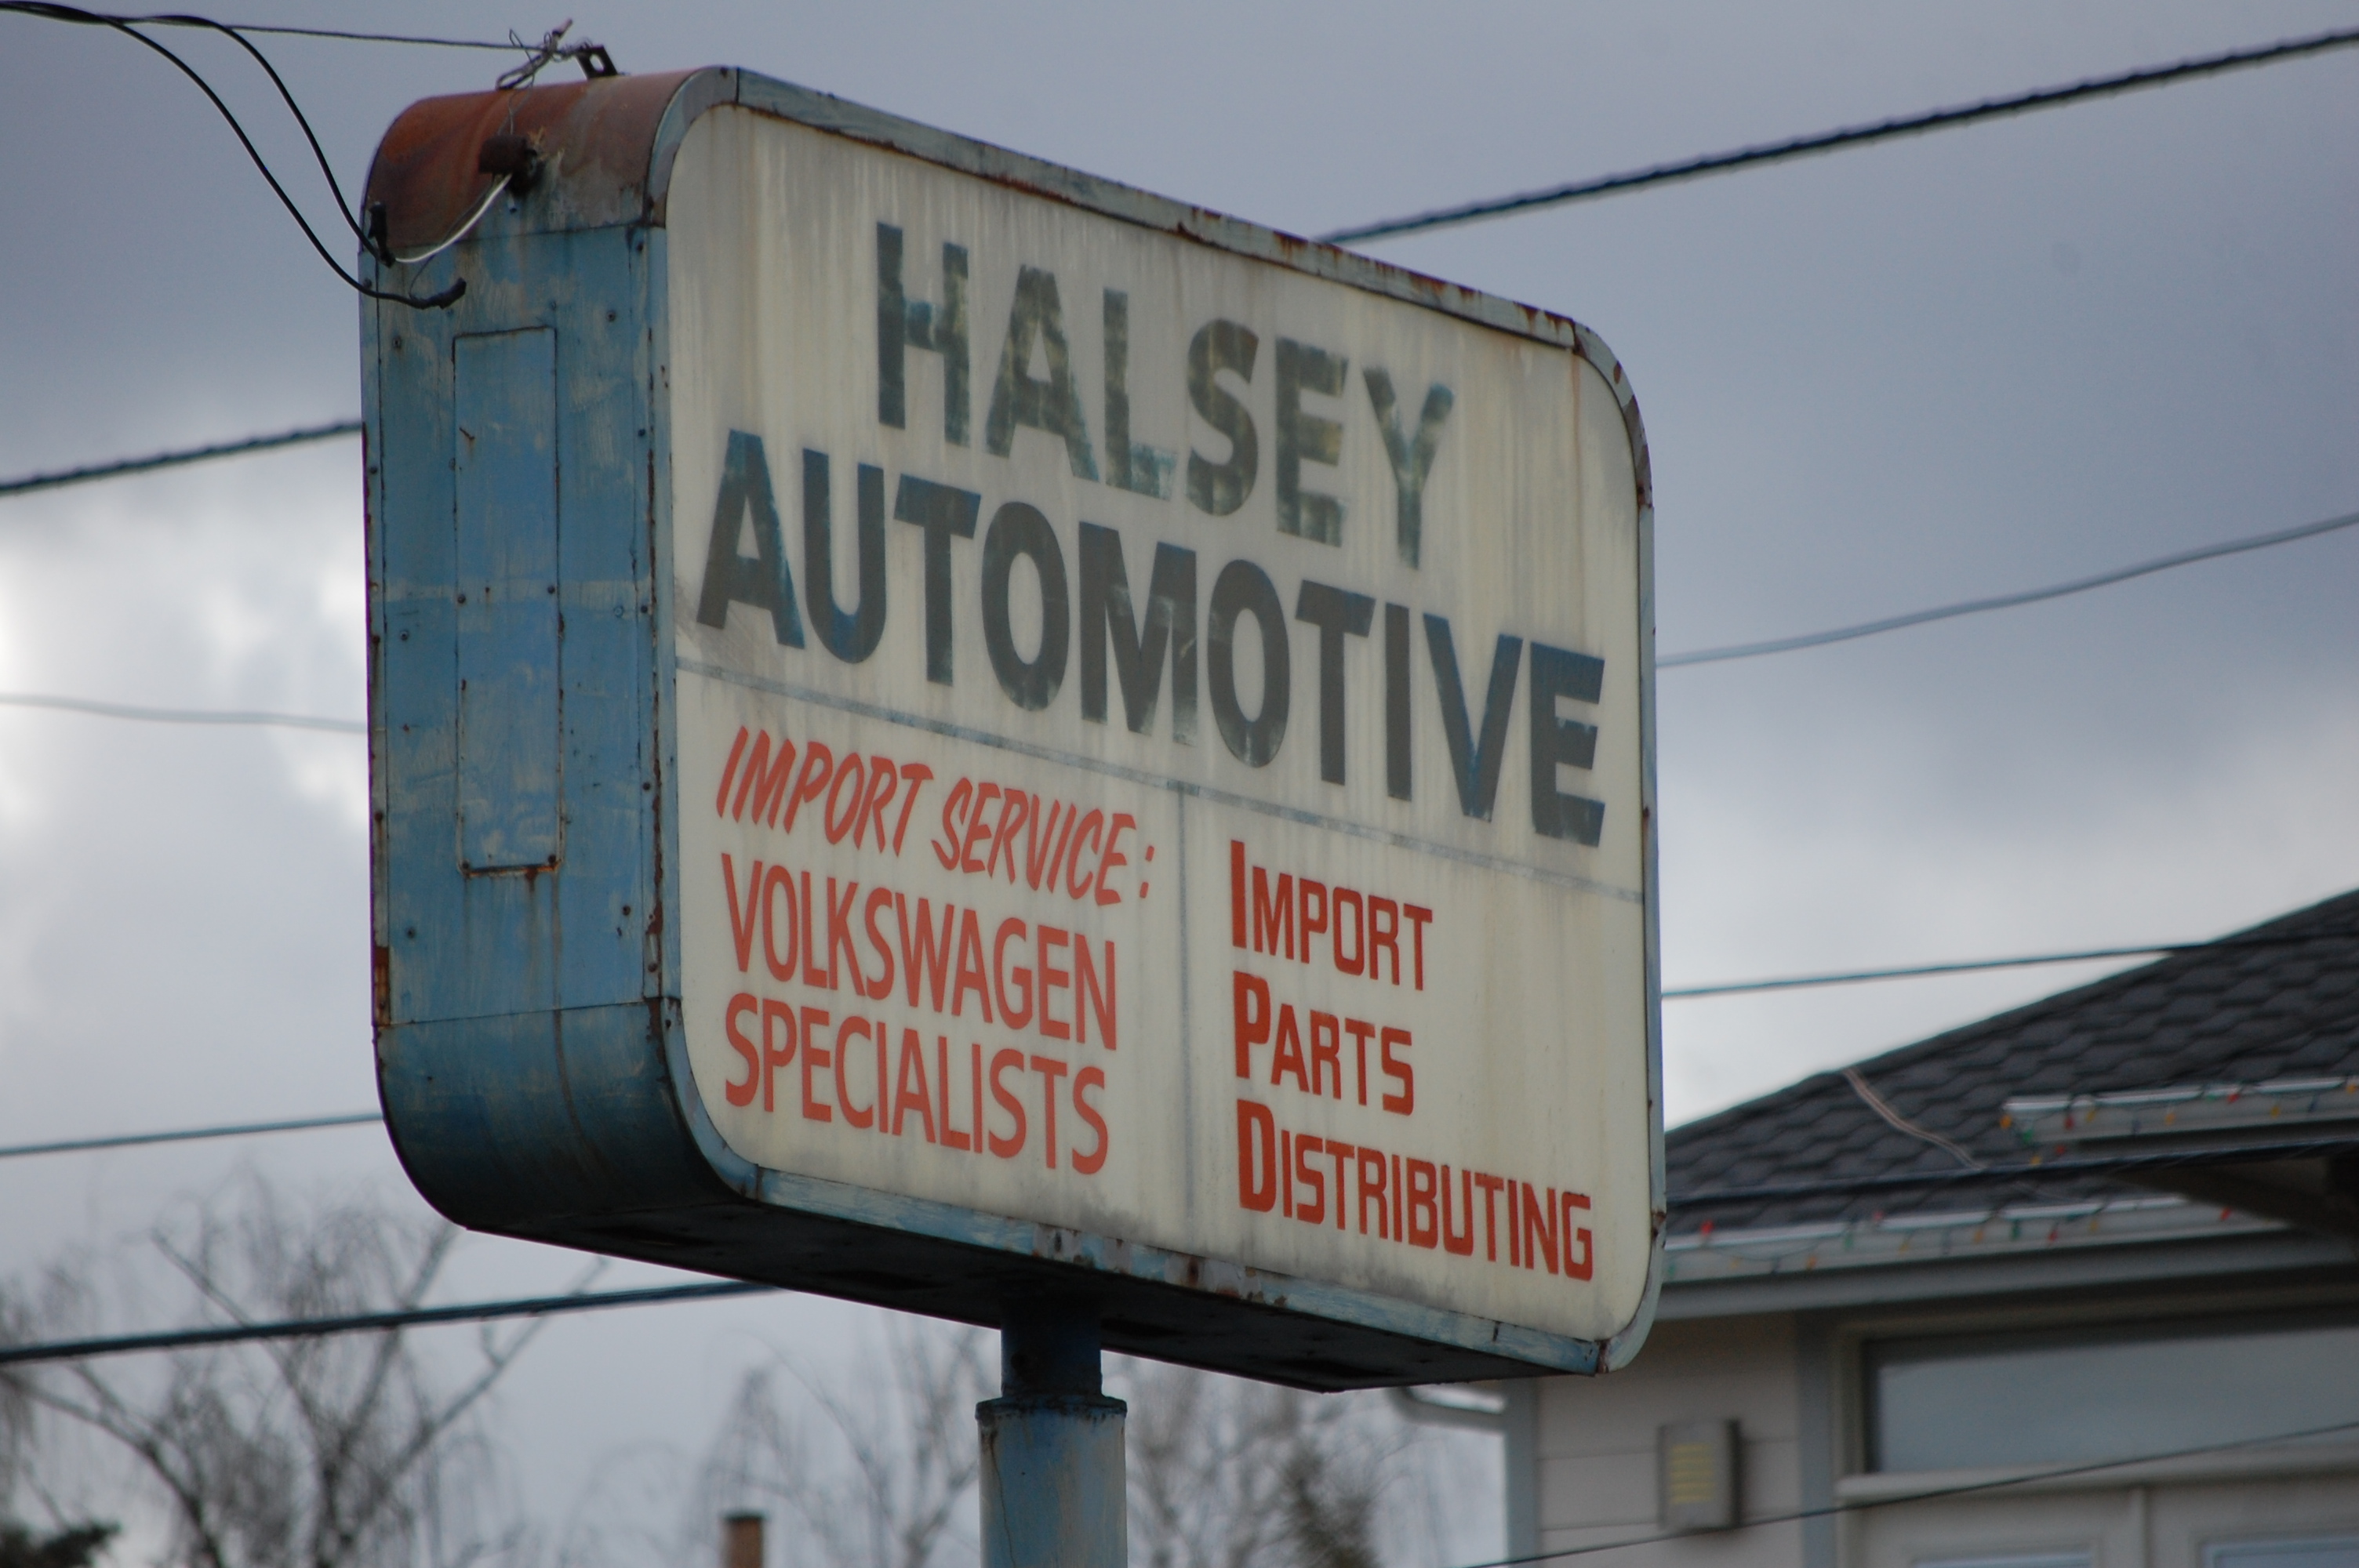 HALSEY
AUTOMOTIVE
IMPORT SERVICE:
VOLKSWAGEN
SPECIALISTS
IMPORT
PARTS
DISTRIBUTING